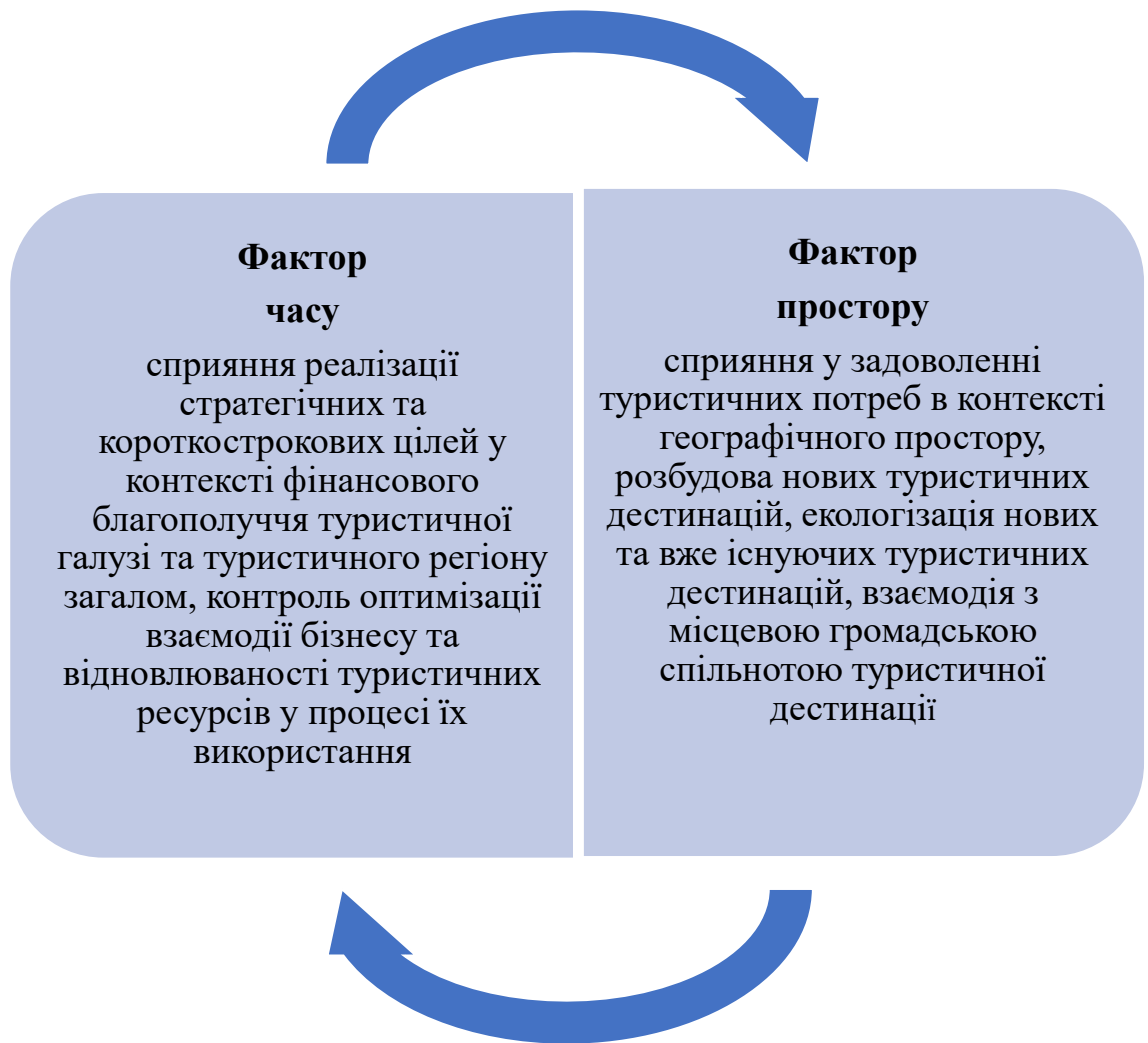 Фактор
часу
сприяння реалізації
стратегічних та
короткострокових цілей у
контексті фінансового
благополуччя туристичної
галузі та туристичного регіону
загалом, контроль оптимізації
взаємодії бізнесу та
відновлюваності туристичних
ресурсів у процесі їх
використання
Фактор
простору
сприяння у задоволенні
туристичних потреб в контексті
географічного простору,
розбудова нових туристичних
дестинацій, екологізація нових
та вже існуючих туристичних
дестинацій, взаємодія з
місцевою громадською
спільнотою туристичної
дестинації